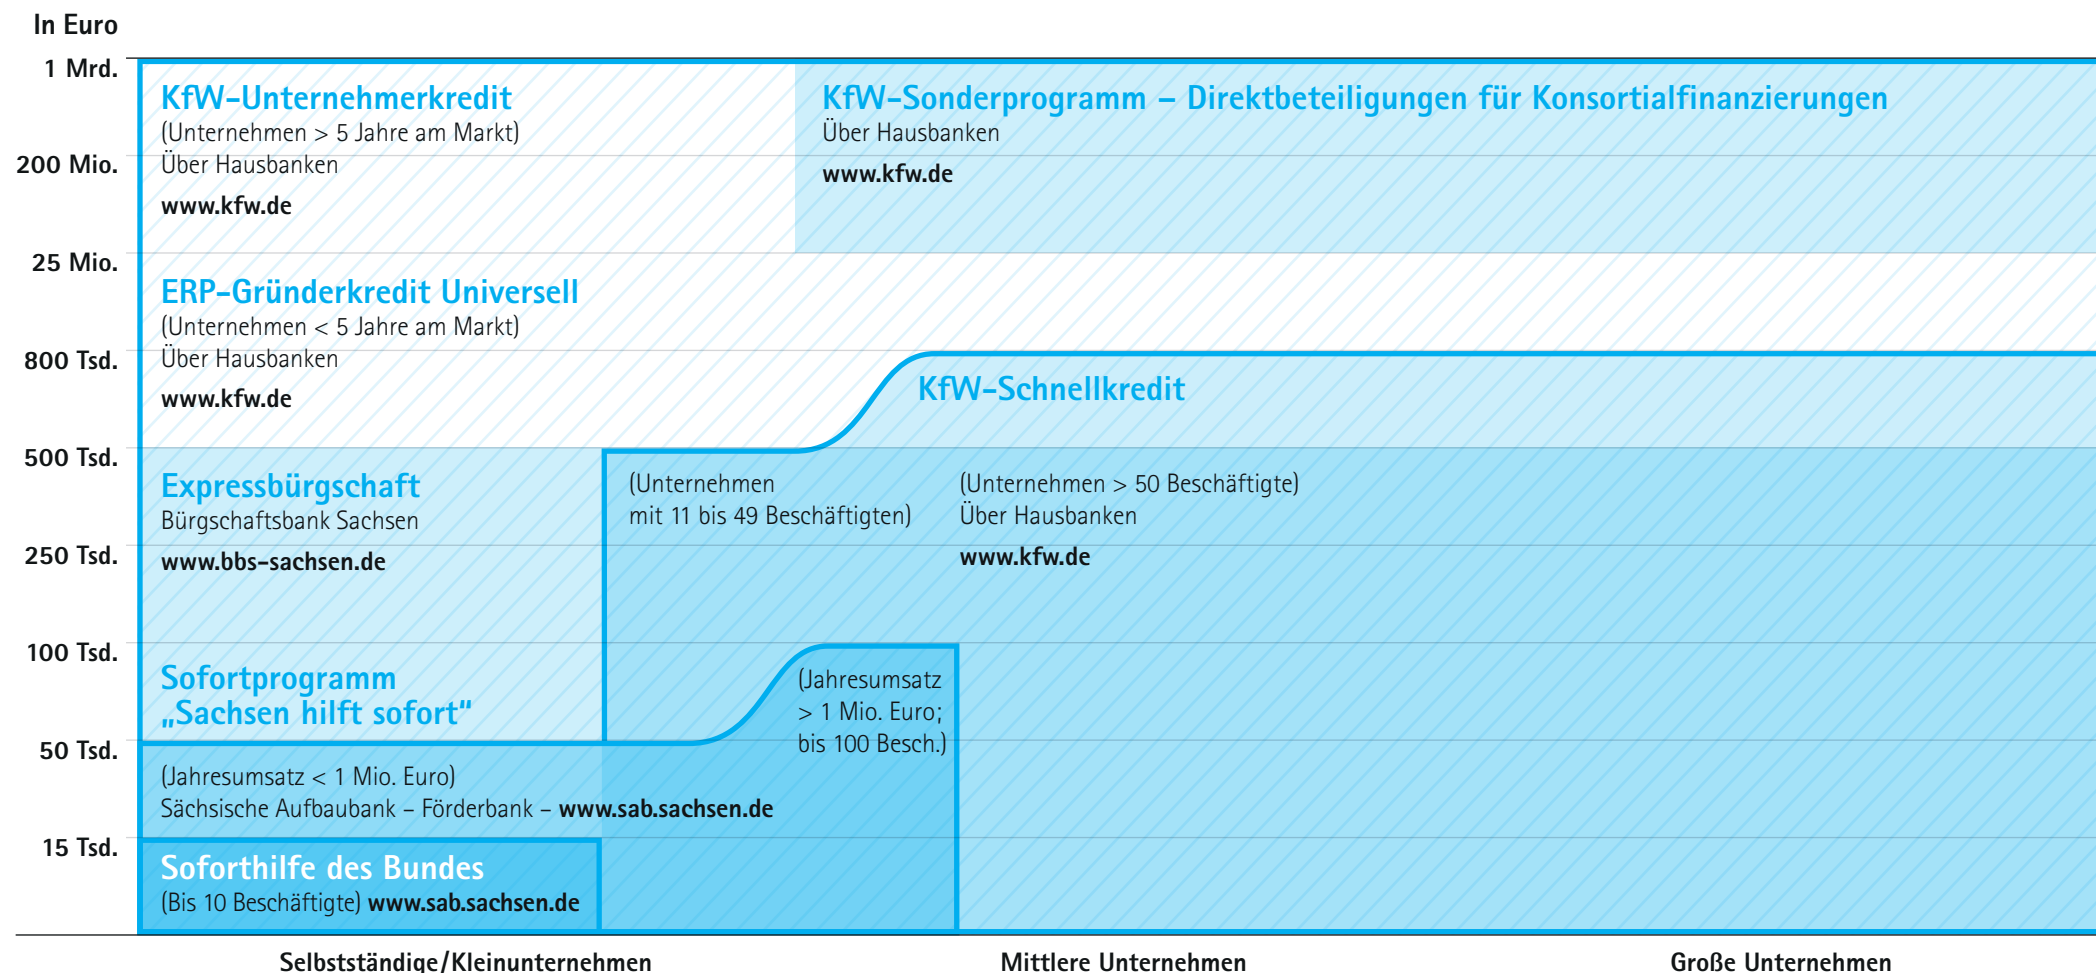 In Euro
1 Mrd.
200 Mio.
25 Mio.
800 Tsd.
500 Tsd.
250 Tsd.
100 Tsd.
50 Tsd.
15 Tsd.
KfW-Unternehmerkredit
(Unternehmen > 5 Jahre am Markt)
Über Hausbanken
www.kfw.de
KfW-Sonderprogramm – Direktbeteiligungen für Konsortialfinanzierungen
Über Hausbanken
www.kfw.de
ERP-Gründerkredit Universell
(Unternehmen < 5 Jahre am Markt)
Über Hausbanken
www.kfw.de
KfW-Schnellkredit
(Unternehmen
mit 11 bis 49 Beschäftigten)
(Unternehmen > 50 Beschäftigte)
Über Hausbanken
www.kfw.de
Expressbürgschaft
Bürgschaftsbank Sachsen
www.bbs-sachsen.de
Sofortprogramm
„Sachsen hilft sofort“
(Jahresumsatz
> 1 Mio. Euro;
bis 100 Besch.)
(Jahresumsatz < 1 Mio. Euro)
Sächsische Aufbaubank – Förderbank – www.sab.sachsen.de
Soforthilfe des Bundes
(Bis 10 Beschäftigte) www.sab.sachsen.de
Selbstständige/Kleinunternehmen
Mittlere Unternehmen
Große Unternehmen